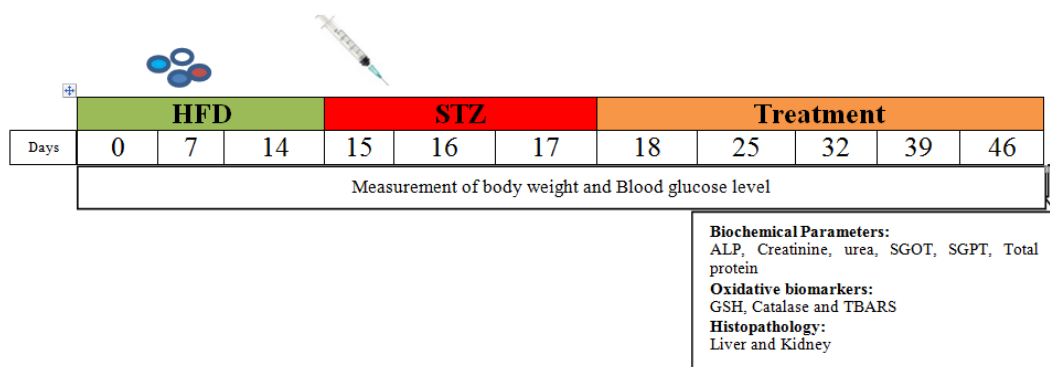 HFD STZ Treatment
Days 0 7 14 15 16 17 18 25 32 39 46
Measurement of body weight and Blood glucose level
Biochemical Parameters:
ALP, Creatinine, urea, SGOT, SGPT, Total
protein
Oxidative biomarkers:
GSH, Catalase and TBARS
Histopathology:
Liver and Kidney